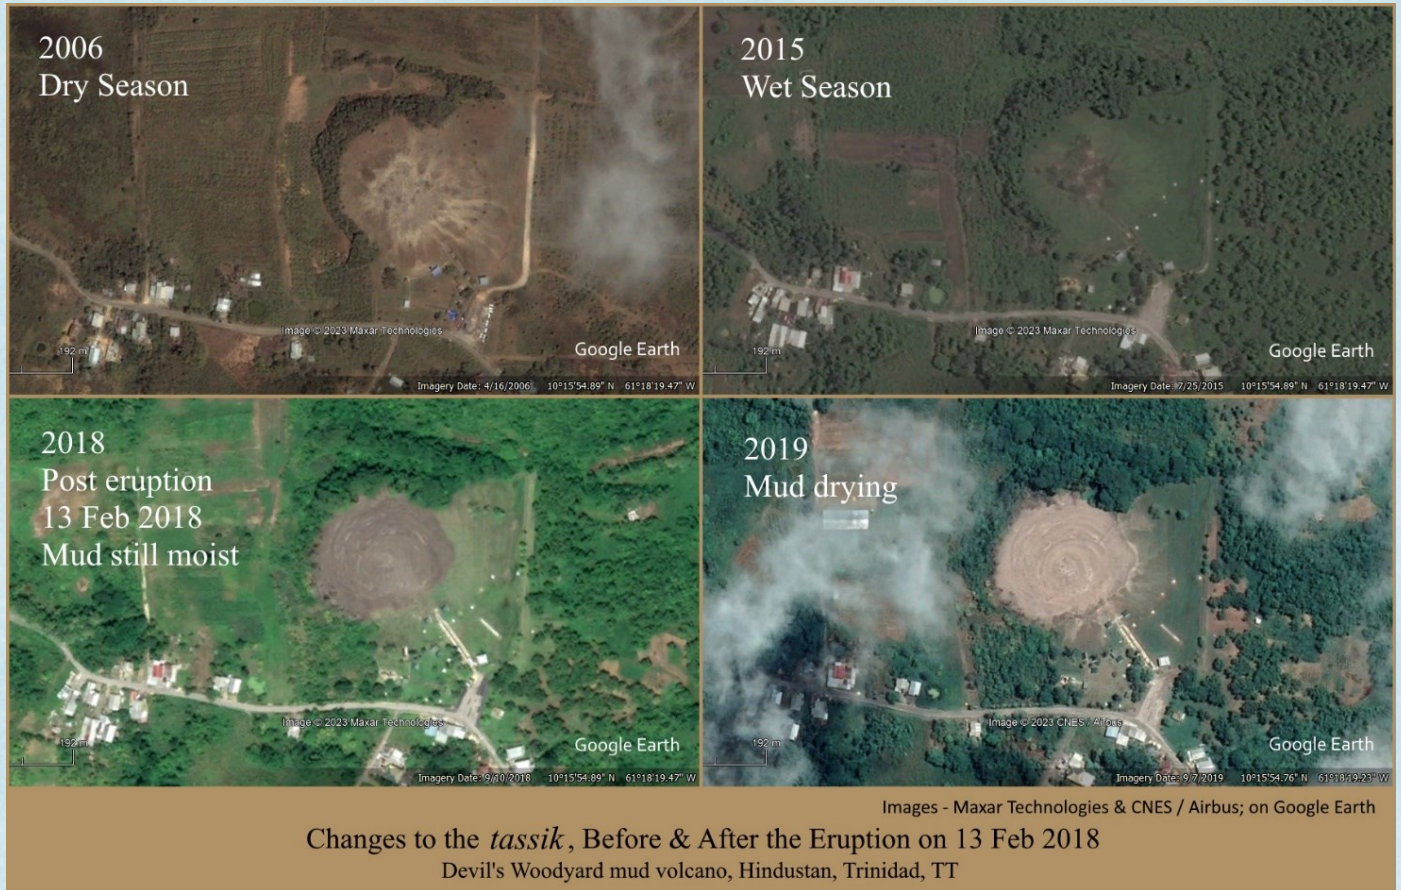 2006
Dry Season
Image © 2023 Maxar Technologies
Google Earth
192 m
Imagery Date: 4/16/2006 10°15'54.89" N 61°18'19.47" W
2015
Wet Season
Image © 2023 Maxar Technologies
Google Earth
192 m
Imagery Date: 7/25/2015 10°15'54.89" N 61°18'19.47" W
2018
Post eruption
13 Feb 2018
Mud still moist
Image © 2023 Maxar Technologies
Google Earth
192 m
Imagery Date: 9/10/2018 10°15'54.89" N 61°18'19.47" W
2019
Mud drying
Image © 2023 CNES / Airbus
Google Earth
192 m
Imagery Date: 9/7/2019 10°15'54.76" N 61°18'19.23" W
Images - Maxar Technologies & CNES / Airbus; on Google Earth
Changes to the tassik, Before & After the Eruption on 13 Feb 2018
Devil's Woodyard mud volcano, Hindustan, Trinidad, TT